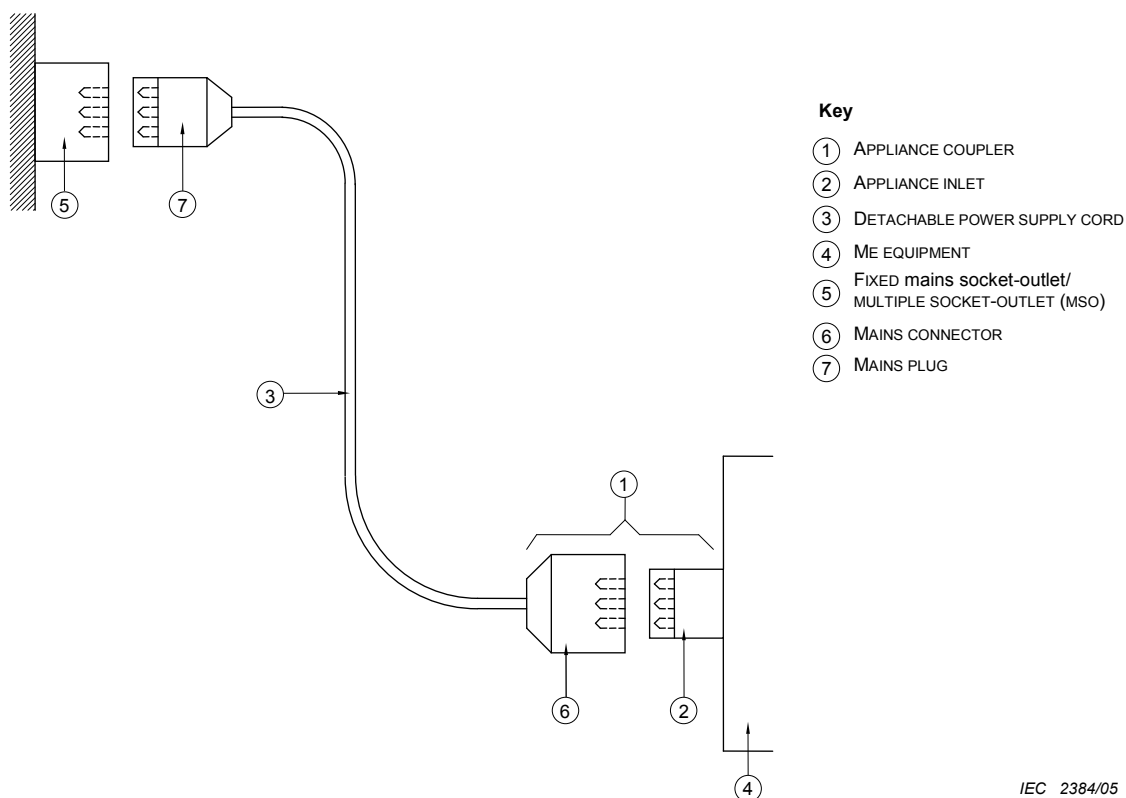 Key
1 APPLIANCE COUPLER
2 APPLIANCE INLET
3 DETACHABLE POWER SUPPLY CORD
4 ME EQUIPMENT
5 FIXED mains socket-outlet/
MULTIPLE SOCKET-OUTLET (MSO)
6 MAINS CONNECTOR
7 MAINS PLUG
5
7
3
1
6
2
4
IEC 2384/05